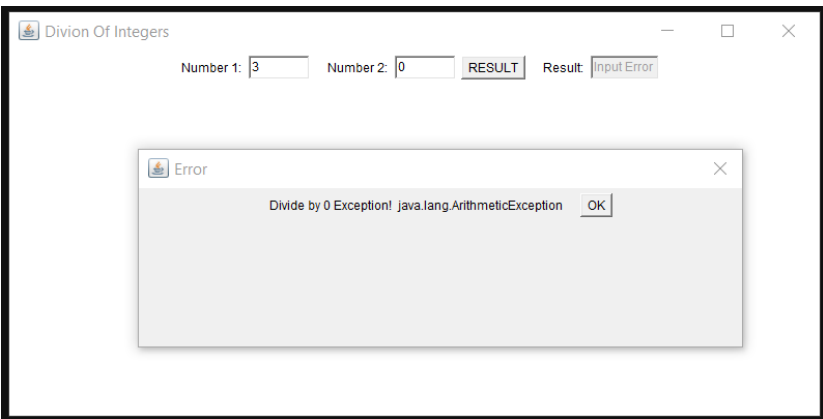 Divion Of Integers
Number 1: 3 Number 2: 0 RESULT Result: Input Error
Error
Divide by 0 Exception! java.lang.ArithmeticException OK